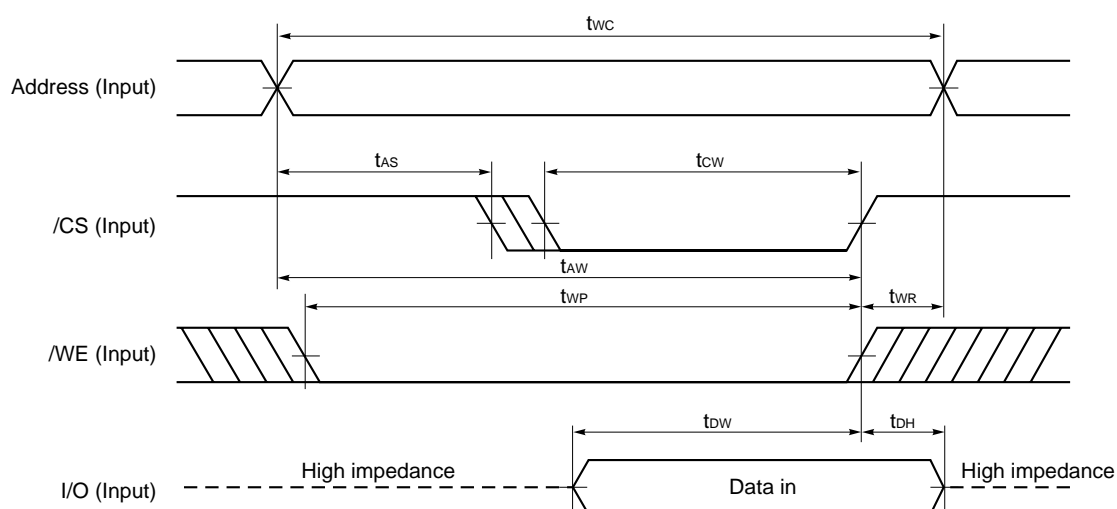 tWC
Address (Input)
tAS
tCW
/CS (Input)
tAW
tWP
tWR
/WE (Input)
tDW
tDH
High impedance
High impedance
I/O (Input)
Data in